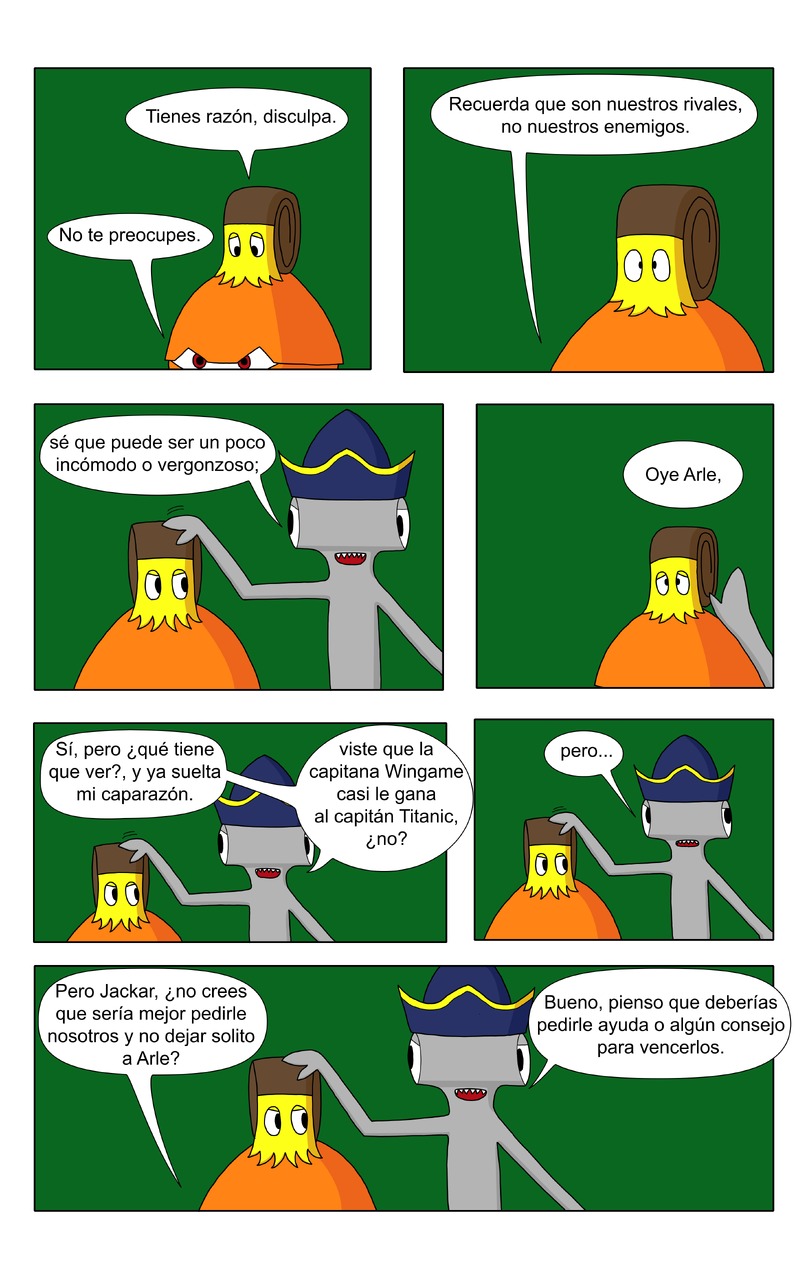 Recuerda que son nuestros rivales,
no nuestros enemigos.
Tienes razón, disculpa.
No te preocupes.
Oye Arle,
sé que puede ser un poco
incómodo o vergonzoso;
pero...
viste que la
capitana Wingame
casi le gana
al capitán Titanic,
¿no?
Sí, pero ¿qué tiene
que ver?, y ya suelta
mi caparazón.
Bueno, pienso que deberías
pedirle ayuda o algún consejo
para vencerlos.
Pero Jackar, ¿no crees
que sería mejor pedirle
nosotros y no dejar solito
a Arle?